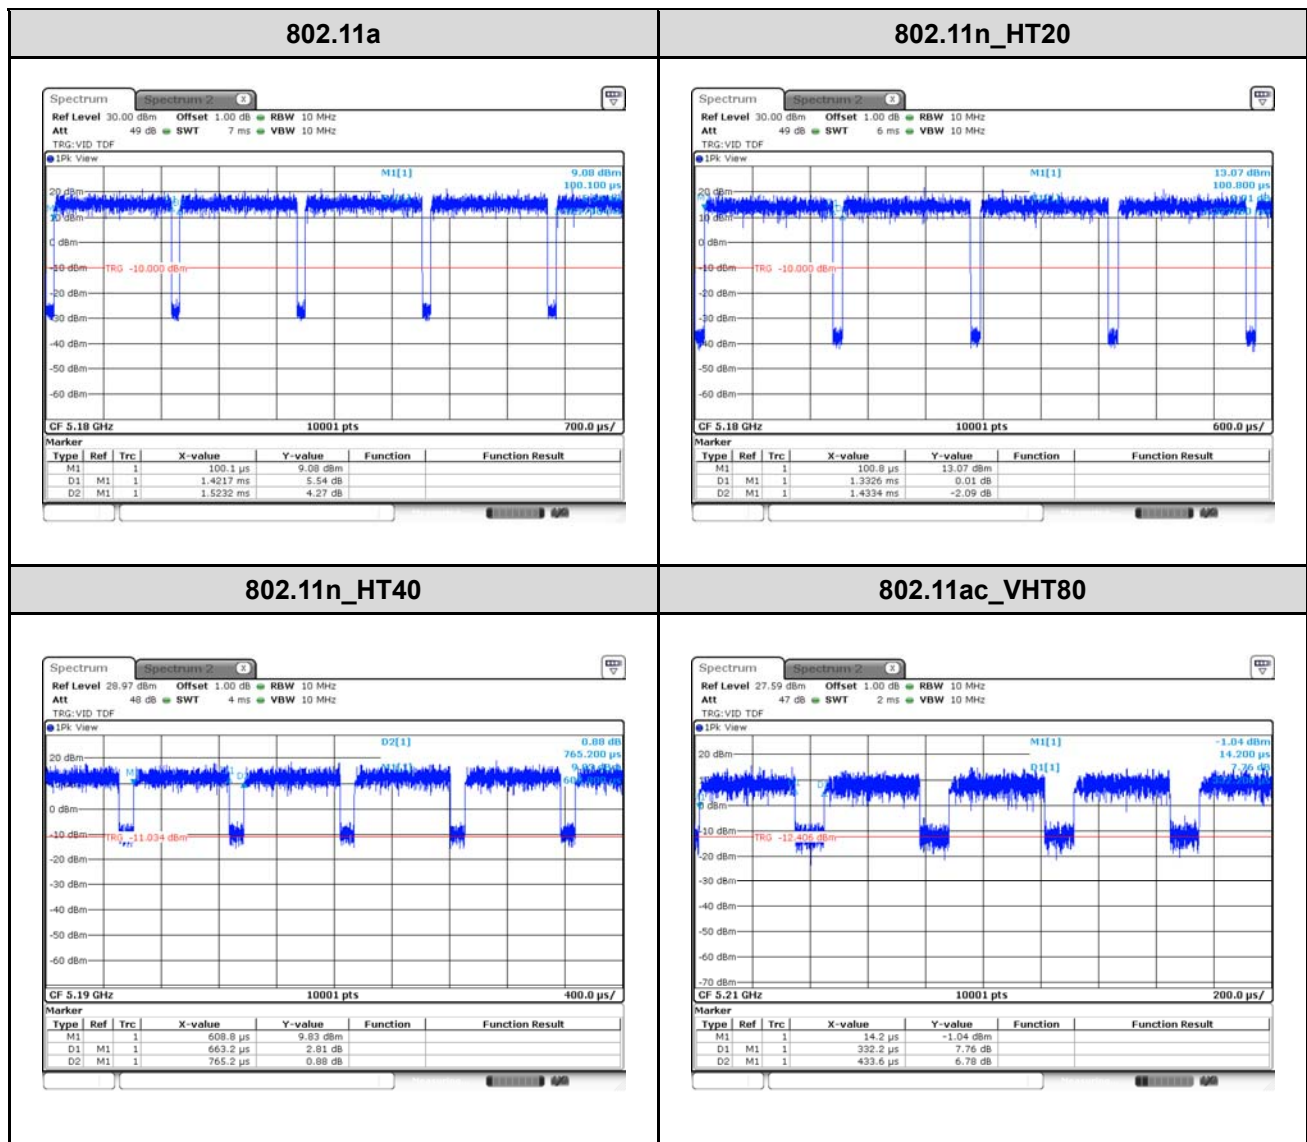 802.11a
802.11n_HT20
Spectrum Spectrum 2 X
Ref Level 30.00 dBm Offset 1.00 dB RBW 10 MHz
Att 49 dB SWT 7 ms VBW 10 MHz
TRG:VID TDF
1Pk View
M1[1] 9.08 dBm
100.100 µs
20 dBm
10 dBm
0 dBm
-10 dBm TRG -10.000 dBm
-20 dBm
-30 dBm
-40 dBm
-50 dBm
-60 dBm
CF 5.18 GHz 10001 pts 700.0 µs/
Marker
Type Ref Trc X-value Y-value Function Function Result
M1 1 100.1 µs 9.08 dBm
D1 M1 1 1.4217 ms 5.54 dB
D2 M1 1 1.5232 ms 4.27 dB
Spectrum Spectrum 2 X
Ref Level 30.00 dBm Offset 1.00 dB RBW 10 MHz
Att 49 dB SWT 6 ms VBW 10 MHz
TRG:VID TDF
1Pk View
M1[1] 13.07 dBm
100.800 µs
20 dBm
10 dBm
0 dBm
-10 dBm TRG -10.000 dBm
-20 dBm
-30 dBm
-40 dBm
-50 dBm
-60 dBm
CF 5.18 GHz 10001 pts 600.0 µs/
Marker
Type Ref Trc X-value Y-value Function Function Result
M1 1 100.8 µs 13.07 dBm
D1 M1 1 1.3326 ms 0.01 dB
D2 M1 1 1.4334 ms -2.09 dB
802.11n_HT40
802.11ac_VHT80
Spectrum Spectrum 2 X
Ref Level 28.97 dBm Offset 1.00 dB RBW 10 MHz
Att 48 dB SWT 4 ms VBW 10 MHz
TRG:VID TDF
1Pk View
D2[1] 0.88 dB
765.200 µs
20 dBm
0 dBm
-10 dBm TRG -11.034 dBm
-20 dBm
-30 dBm
-40 dBm
-50 dBm
-60 dBm
CF 5.19 GHz 10001 pts 400.0 µs/
Marker
Type Ref Trc X-value Y-value Function Function Result
M1 1 608.8 µs 9.83 dBm
D1 M1 1 663.2 µs 2.81 dB
D2 M1 1 765.2 µs 0.88 dB
Spectrum Spectrum 2 X
Ref Level 27.59 dBm Offset 1.00 dB RBW 10 MHz
Att 47 dB SWT 2 ms VBW 10 MHz
TRG:VID TDF
1Pk View
M1[1] -1.04 dBm
14.200 µs
20 dBm
D1[1] 7.76 dB
0 dBm
-10 dBm TRG -12.406 dBm
-20 dBm
-30 dBm
-40 dBm
-50 dBm
-60 dBm
-70 dBm
CF 5.21 GHz 10001 pts 200.0 µs/
Marker
Type Ref Trc X-value Y-value Function Function Result
M1 1 14.2 µs -1.04 dBm
D1 M1 1 332.2 µs 7.76 dB
D2 M1 1 433.6 µs 6.78 dB